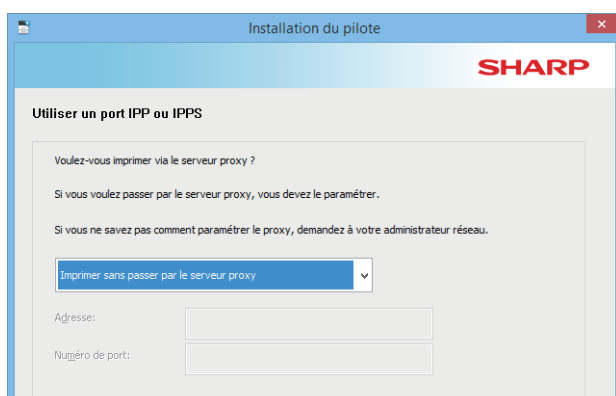 Installation du pilote
SHARP
Utiliser un port IPP ou IPPS
Voulez-vous imprimer via le serveur proxy ?
Si vous voulez passer par le serveur proxy, vous devez le paramétrer.
Si vous ne savez pas comment paramétrer le proxy, demandez à votre administrateur réseau.
Imprimer sans passer par le serveur proxy
Adresse:
Numéro de port: